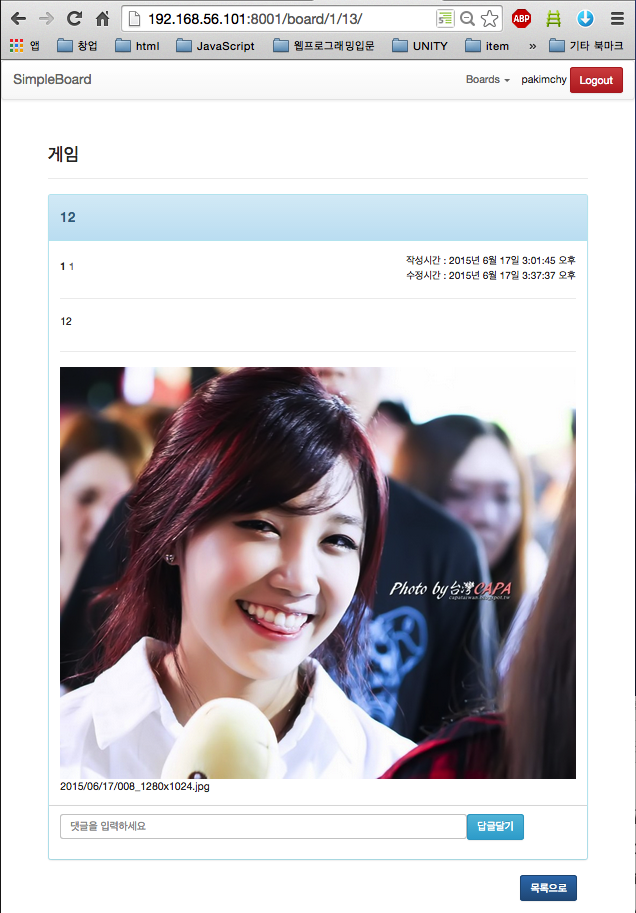 192.168.56.101:8001/board/1/13/
ABP
앱 창업 html JavaScript 웹프로그래밍입문 UNITY item » 기타 북마크
SimpleBoard Boards pakimchy Logout
게임
12
1 1 작성시간 : 2015년 6월 17일 3:01:45 오후
수정시간 : 2015년 6월 17일 3:37:37 오후
12
Photo by台灣CAPA
capataiwan.blogspot.tw
2015/06/17/008_1280x1024.jpg
댓글을 입력하세요 답글달기
목록으로